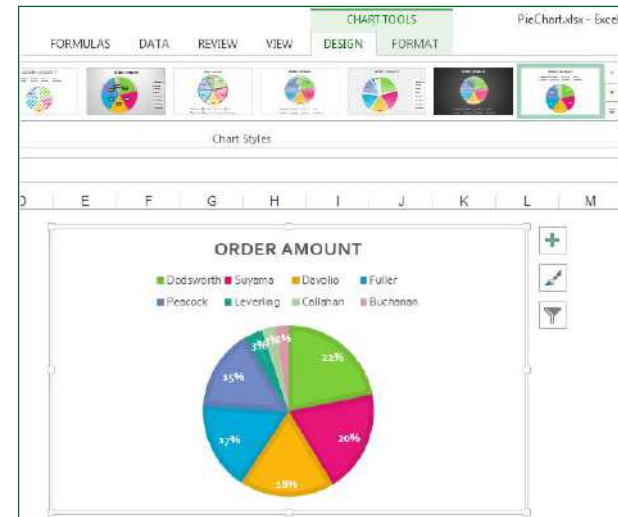 CHART TOOLS PieChart.xlsx - Excel
FORMULAS DATA REVIEW VIEW DESIGN FORMAT
Chart Styles
E F G H I J K L M
ORDER AMOUNT
Dodsworth Suyama Davolio Fuller
Peacock Leverling Callahan Buchanan
3%
22%
15%
20%
17%
18%